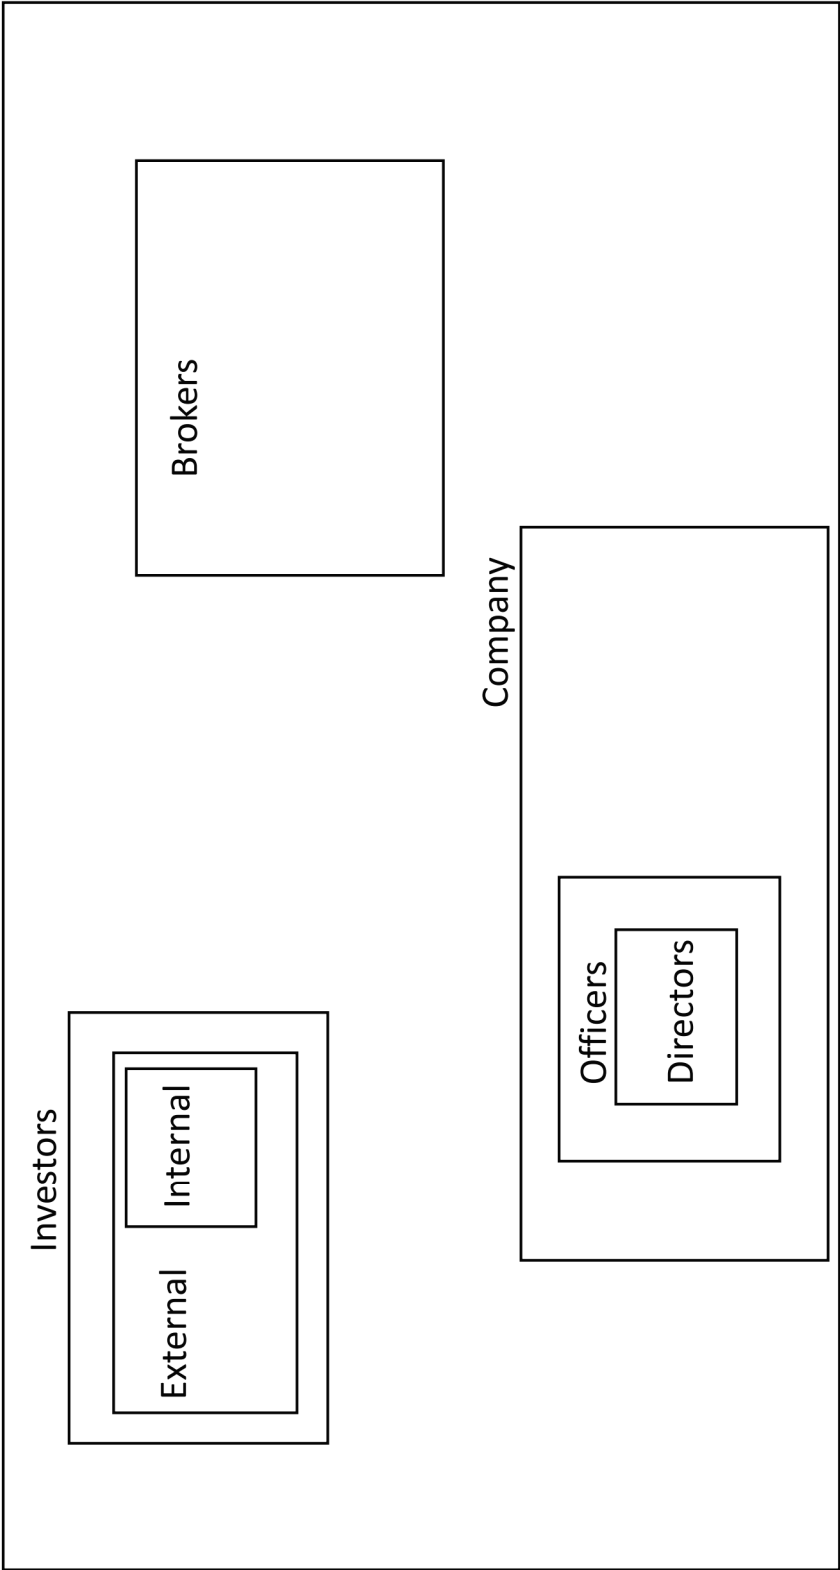 Investors
External
Internal
Brokers
Company
Officers
Directors